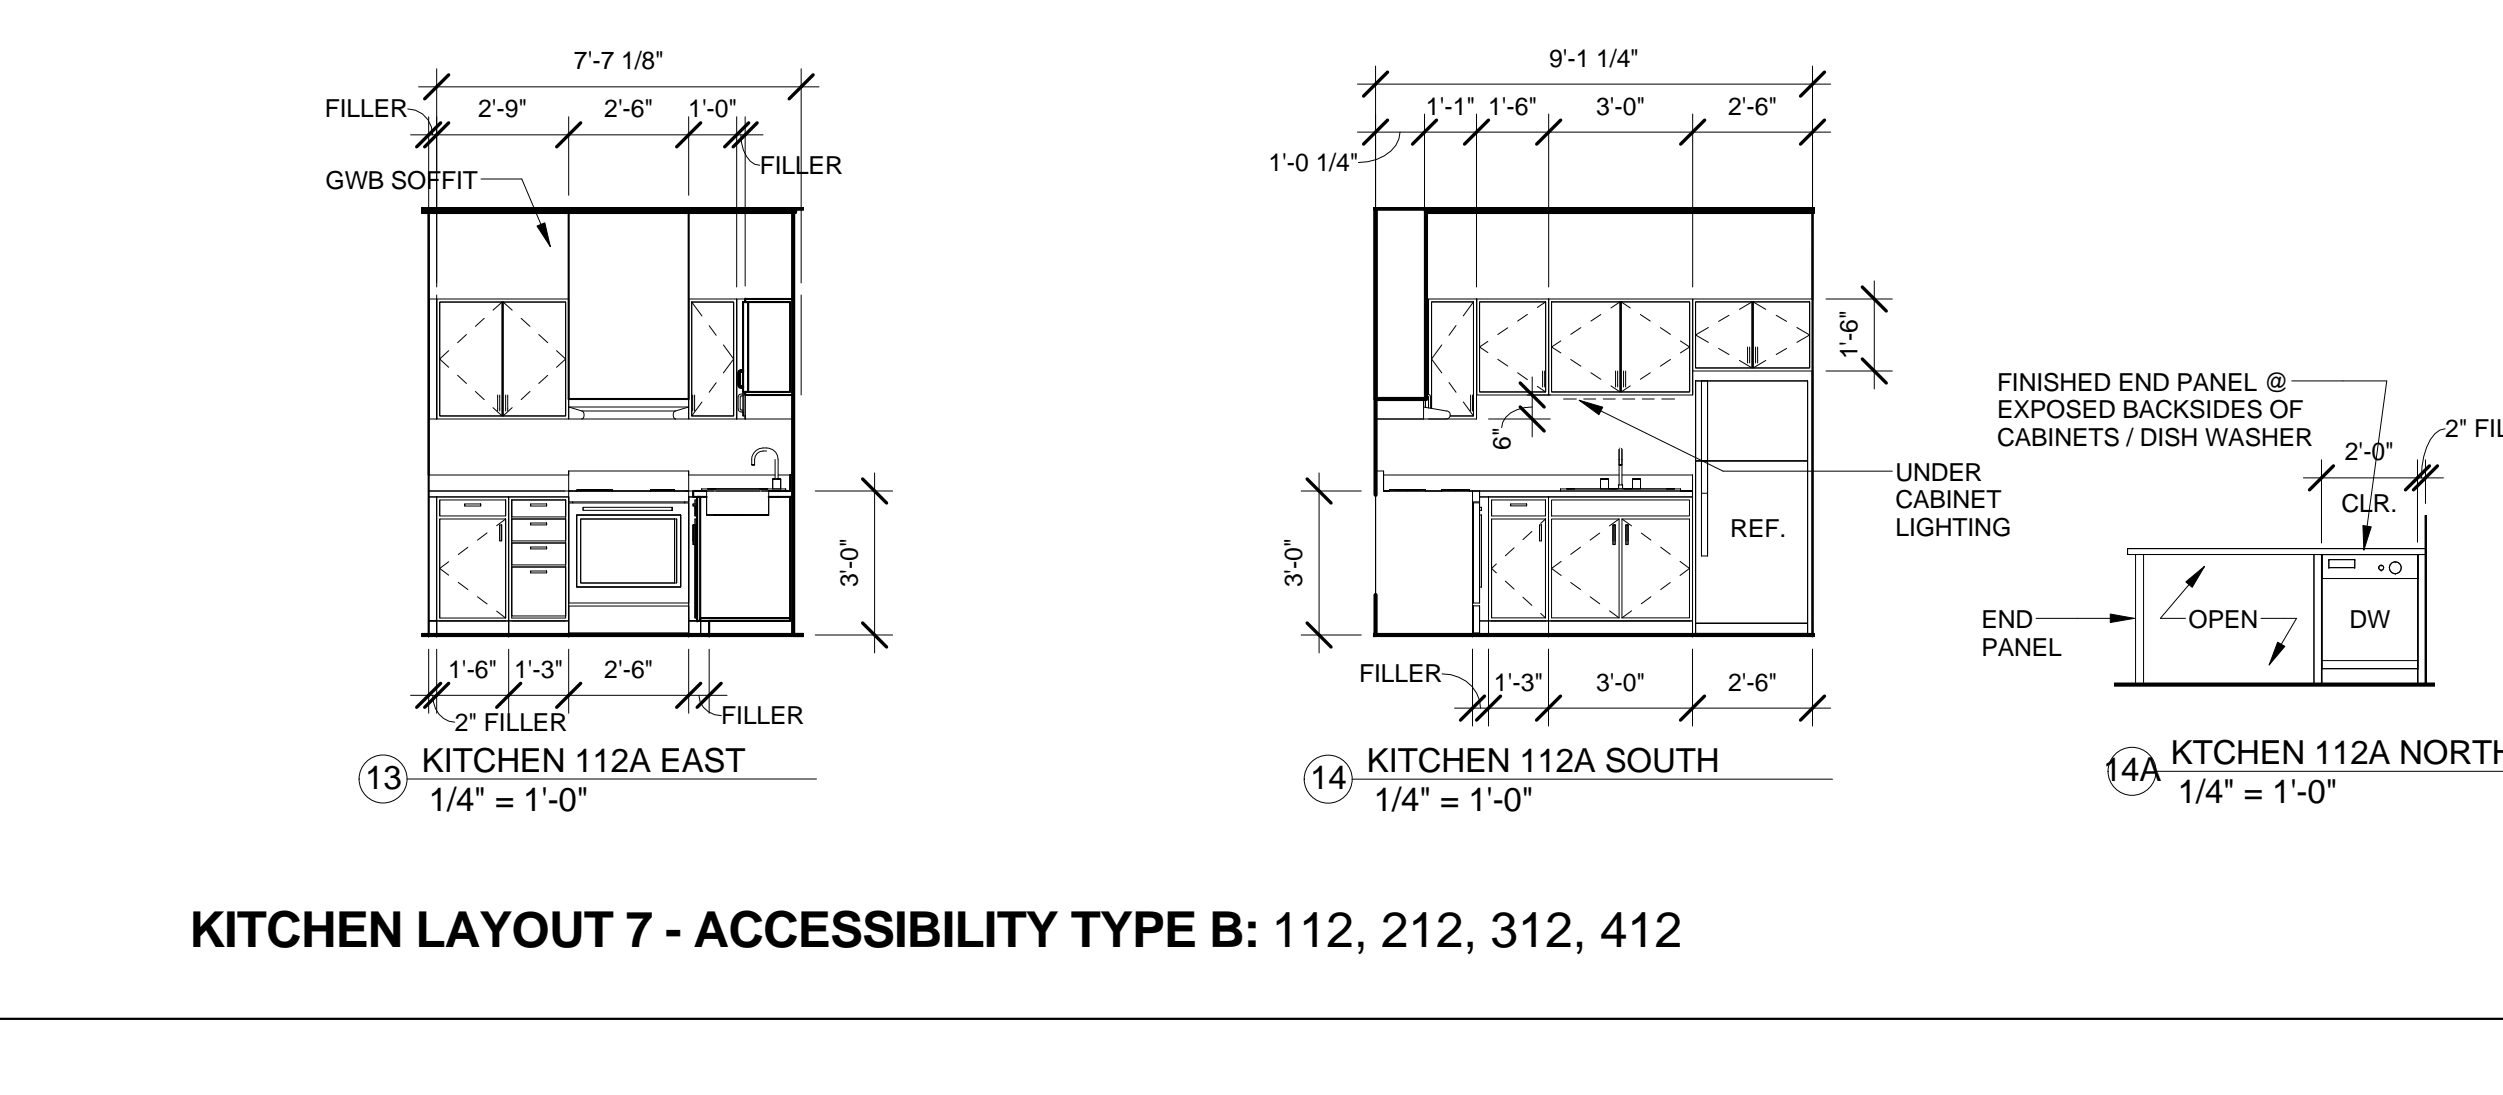 7'-7 1/8"
FILLER
2'-9"
2'-6"
1'-0"
FILLER
GWB SOFFIT
3'-0"
1'-6"
1'-3"
2'-6"
2" FILLER
FILLER
13
KITCHEN 112A EAST
1/4" = 1'-0"
9'-1 1/4"
1'-1"
1'-6"
3'-0"
2'-6"
1'-0 1/4"
1'-6"
6"
UNDER
CABINET
LIGHTING
REF.
3'-0"
FILLER
1'-3"
3'-0"
2'-6"
14
KITCHEN 112A SOUTH
1/4" = 1'-0"
FINISHED END PANEL @
EXPOSED BACKSIDES OF
CABINETS / DISH WASHER
2'-0"
2" FIL
CLR.
END
PANEL
OPEN
DW
14A
KTCHEN 112A NORTH
1/4" = 1'-0"
KITCHEN LAYOUT 7 - ACCESSIBILITY TYPE B: 112, 212, 312, 412